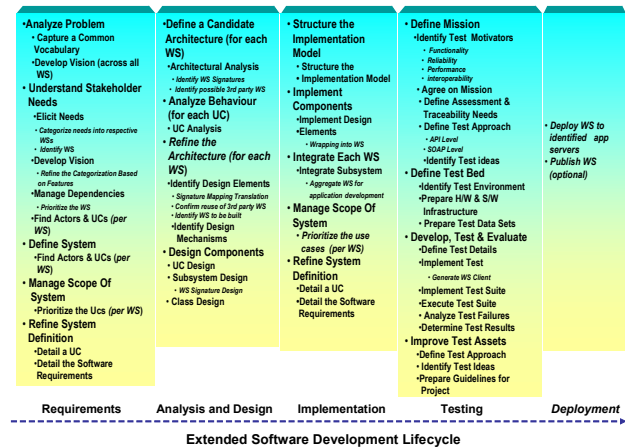 •Analyze Problem
• Capture a Common
Vocabulary
•Develop Vision (across all
WS)
• Understand Stakeholder
Needs
•Elicit Needs
• Categorize needs into respective
WSs
• Identify WS
•Develop Vision
• Refine the Categorization Based
on Features
•Manage Dependencies
• Prioritize the WS
•Find Actors & UCs (per
WS)
• Define System
•Find Actors & UCs (per
WS)
• Manage Scope Of
System
•Prioritize the Ucs (per WS)
• Refine System
Definition
•Detail a UC
•Detail the Software
Requirements
•Define a Candidate
Architecture (for each
WS)
•Architectural Analysis
•Identify WS Signatures
•Identify possible 3rd party WS
•Analyze Behaviour
(for each UC)
• UC Analysis
• Refine the
Architecture (for each
WS)
•Identify Design Elements
•Signature Mapping Translation
• Confirm reuse of 3rd party WS
•Identify WS to be built
•Identify Design
Mechanisms
• Design Components
• UC Design
• Subsystem Design
• WS Signature Design
• Class Design
• Structure the
Implementation
Model
• Structure the
• Implementation Model
• Implement
Components
•Implement Design
•Elements
• Wrapping into WS
• Integrate Each WS
•Integrate Subsystem
• Aggregate WS for
application development
• Manage Scope Of
System
• Prioritize the use
cases (per WS)
• Refine System
Definition
•Detail a UC
•Detail the Software
Requirements
• Define Mission
•Identify Test Motivators
• Functionality
• Reliability
• Performance
• interoperability
• Agree on Mission
• Define Assessment &
Traceability Needs
• Define Test Approach
• API Level
• SOAP Level
•Identify Test ideas
• Define Test Bed
•Identify Test Environment
•Prepare H/W & S/W
Infrastructure
• Prepare Test Data Sets
• Develop, Test & Evaluate
•Define Test Details
•Implement Test
• Generate WS Client
•Implement Test Suite
•Execute Test Suite
• Analyze Test Failures
•Determine Test Results
•Improve Test Assets
•Define Test Approach
• Identify Test Ideas
•Prepare Guidelines for
Project
• Deploy WS to
identified app
servers
• Publish WS
(optional)
Requirements
Analysis and Design
Implementation
Testing
Deployment
Extended Software Development Lifecycle